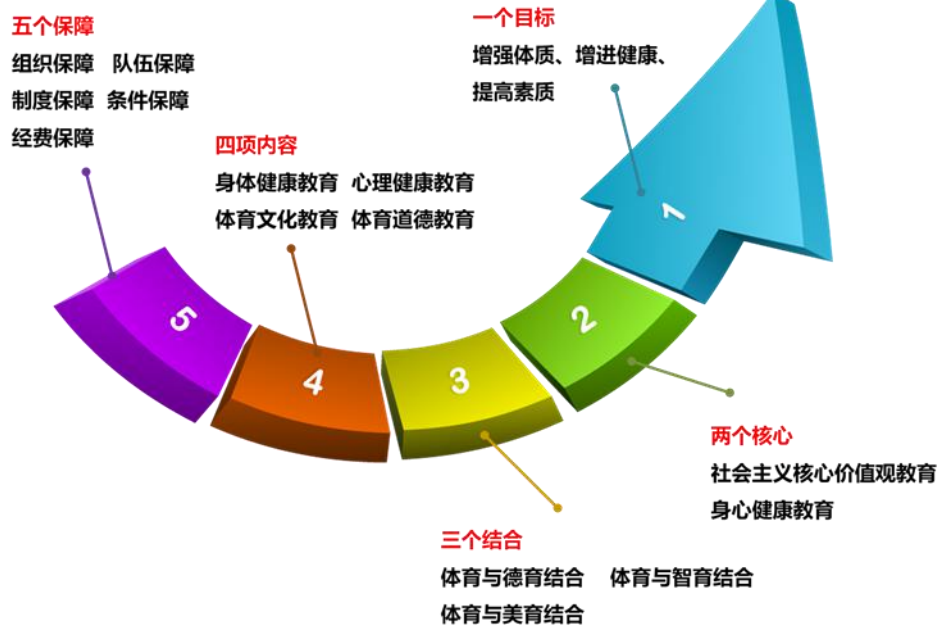 五个保障
组织保障 队伍保障
制度保障 条件保障
经费保障
四项内容
身体健康教育 心理健康教育
体育文化教育 体育道德教育
一个目标
增强体质、增进健康、
提高素质
1
2
3
4
5
两个核心
社会主义核心价值观教育
身心健康教育
三个结合
体育与德育结合 体育与智育结合
体育与美育结合